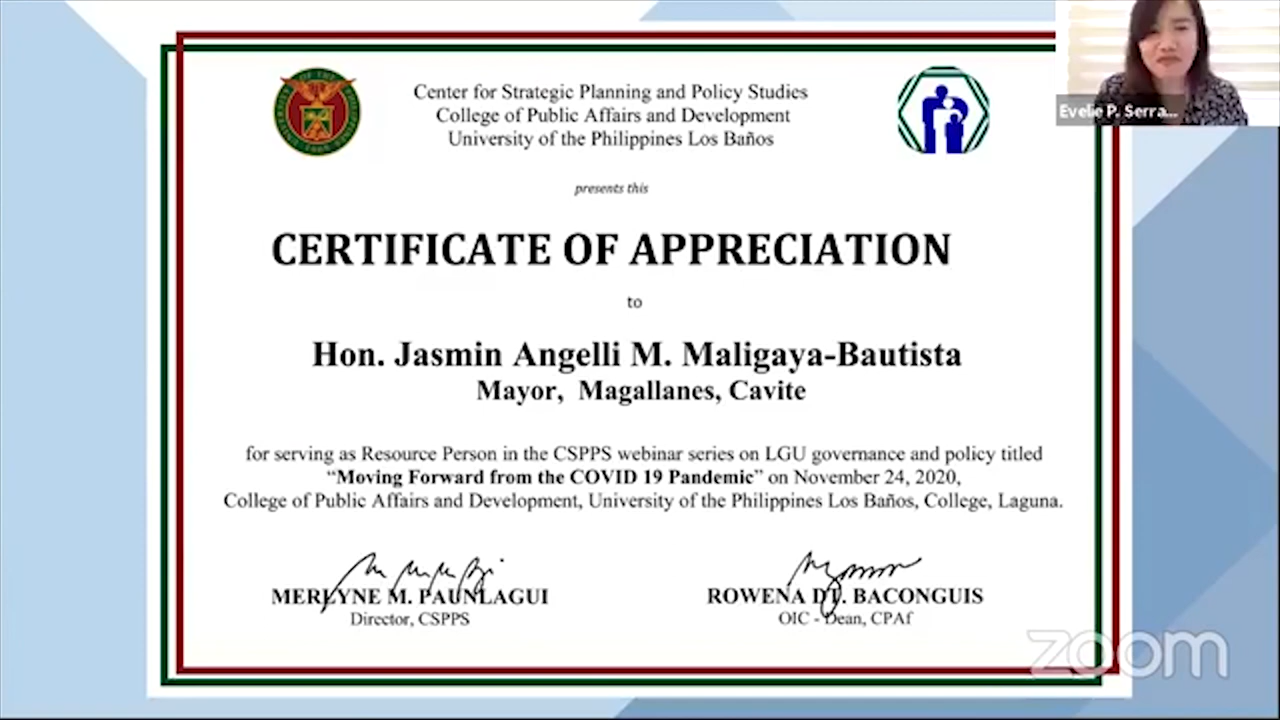 Center for Strategic Planning and Policy Studies
College of Public Affairs and Development
University of the Philippines Los Baños
presents this
CERTIFICATE OF APPRECIATION
to
Hon. Jasmin Angelli M. Maligaya-Bautista
Mayor, Magallanes, Cavite
for serving as Resource Person in the CSPPS webinar series on LGU governance and policy titled
“Moving Forward from the COVID 19 Pandemic” on November 24, 2020,
College of Public Affairs and Development, University of the Philippines Los Baños, College, Laguna.
MERLYNE M. PAUNLAGUI
Director, CSPPS
ROWENA DT. BACONGUIS
OIC - Dean, CPAf
Evelie P. Serra...
zoom